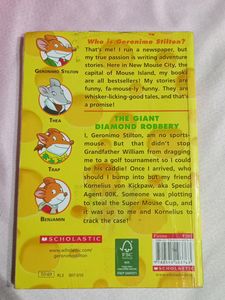 Who is Geronimo Stilton?
That's me! I run a newspaper, but
my true passion is writing adventure
stories. Here in New Mouse City, the
capital of Mouse Island, my books
are all bestsellers! My stories are
funny, fa-mouse-ly funny. They are
whisker-licking-good tales, and that's
a promise!
GERONIMO STILTON
THEA
TRAP
BENJAMIN
THE GIANT
DIAMOND ROBBERY
I, Geronimo Stilton, am no sports-
mouse. But that didn't stop
Grandfather William from dragging me
to a golf tournament so I could
be his caddie! Once I arrived, who
should I bump into but my friend
Kornelius von Kickpaw, aka Special
Agent 00K. Someone was plotting
to steal the Super Mouse Cup, and
it was up to me and Kornelius to
crack the case!
SCHOLASTIC
FSC
SCHOLASTIC